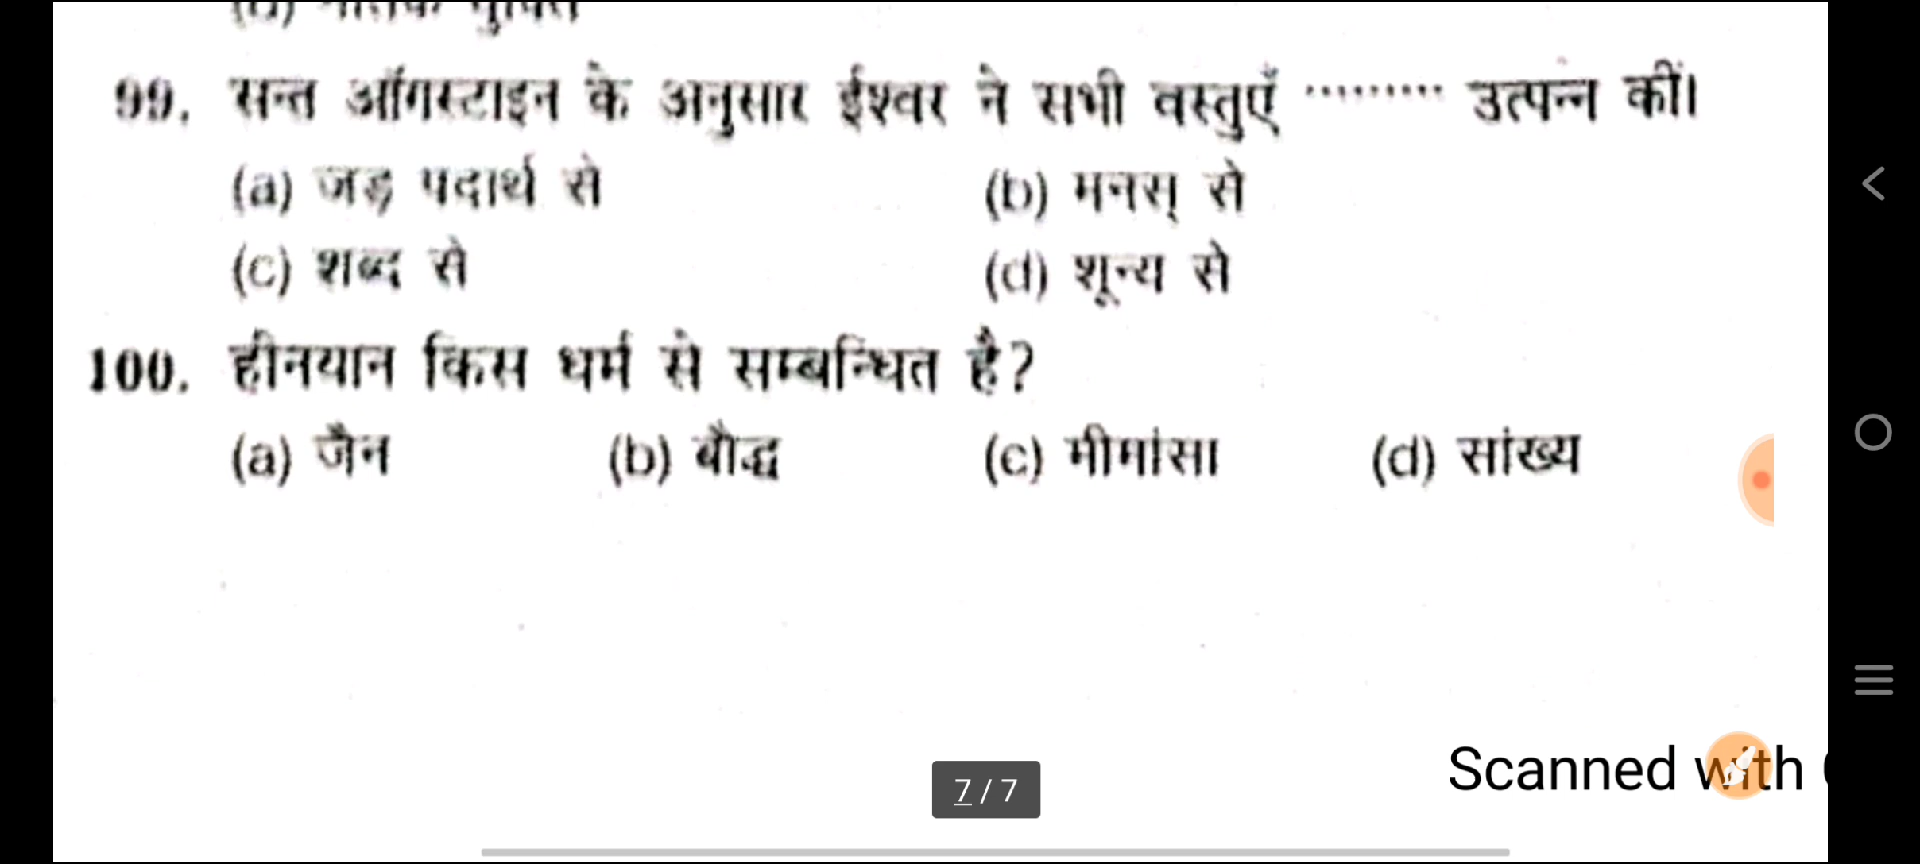 99. सन्त ऑगस्टाइन के अनुसार ईश्वर ने सभी वस्तुएँ ......... उत्पन्न कीं।
(a) जड़ पदार्थ से (b) मनस् से
(c) शब्द से (d) शून्य से
100. हीनयान किस धर्म से सम्बन्धित है?
(a) जैन (b) बौद्ध (c) मीमांसा (d) सांख्य
Scanned with
7/7